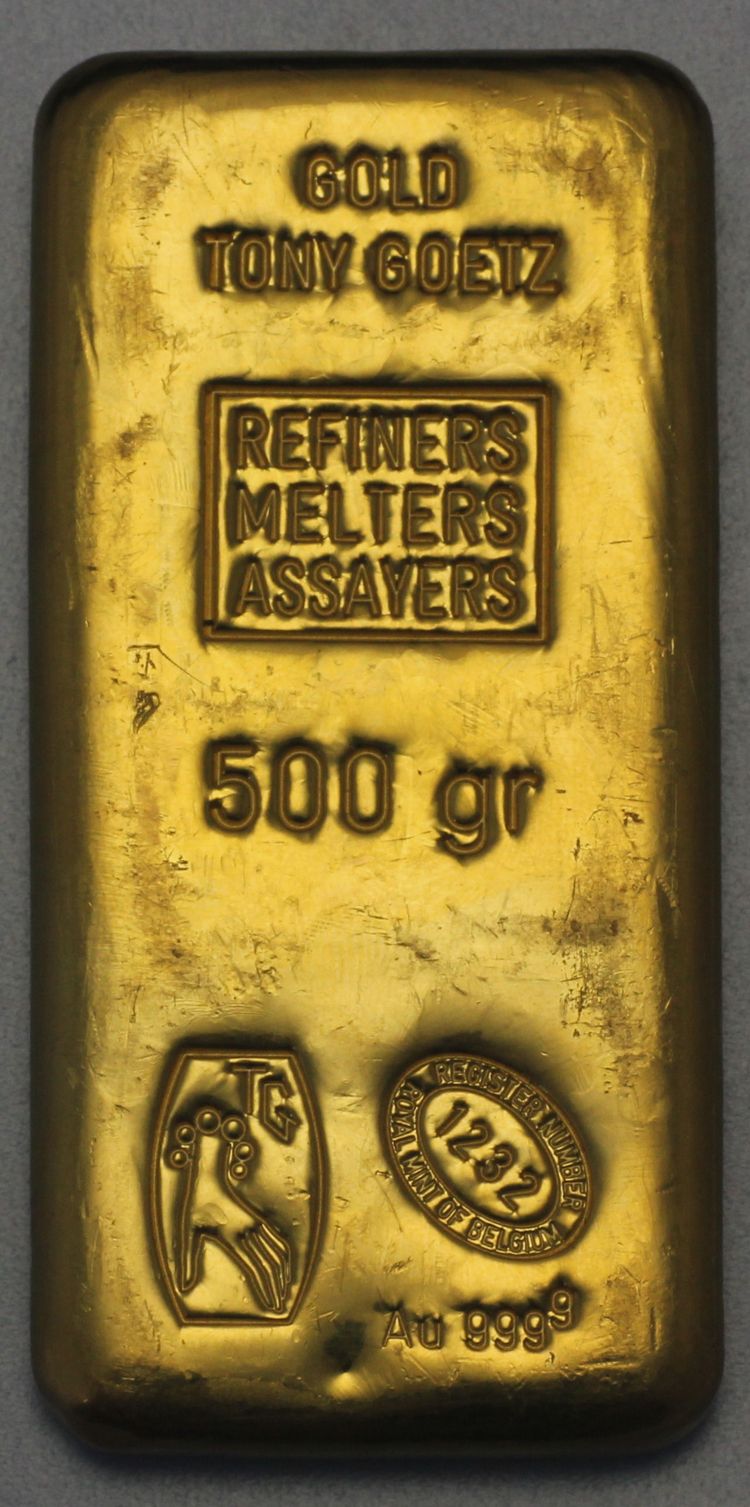 GOLD
TONY GOETZ
REFINERS
MELTERS
ASSAYERS
500 gr
TG
REGISTER NUMBER
1232
ROYAL MINT OF BELGIUM
Au 999⁹